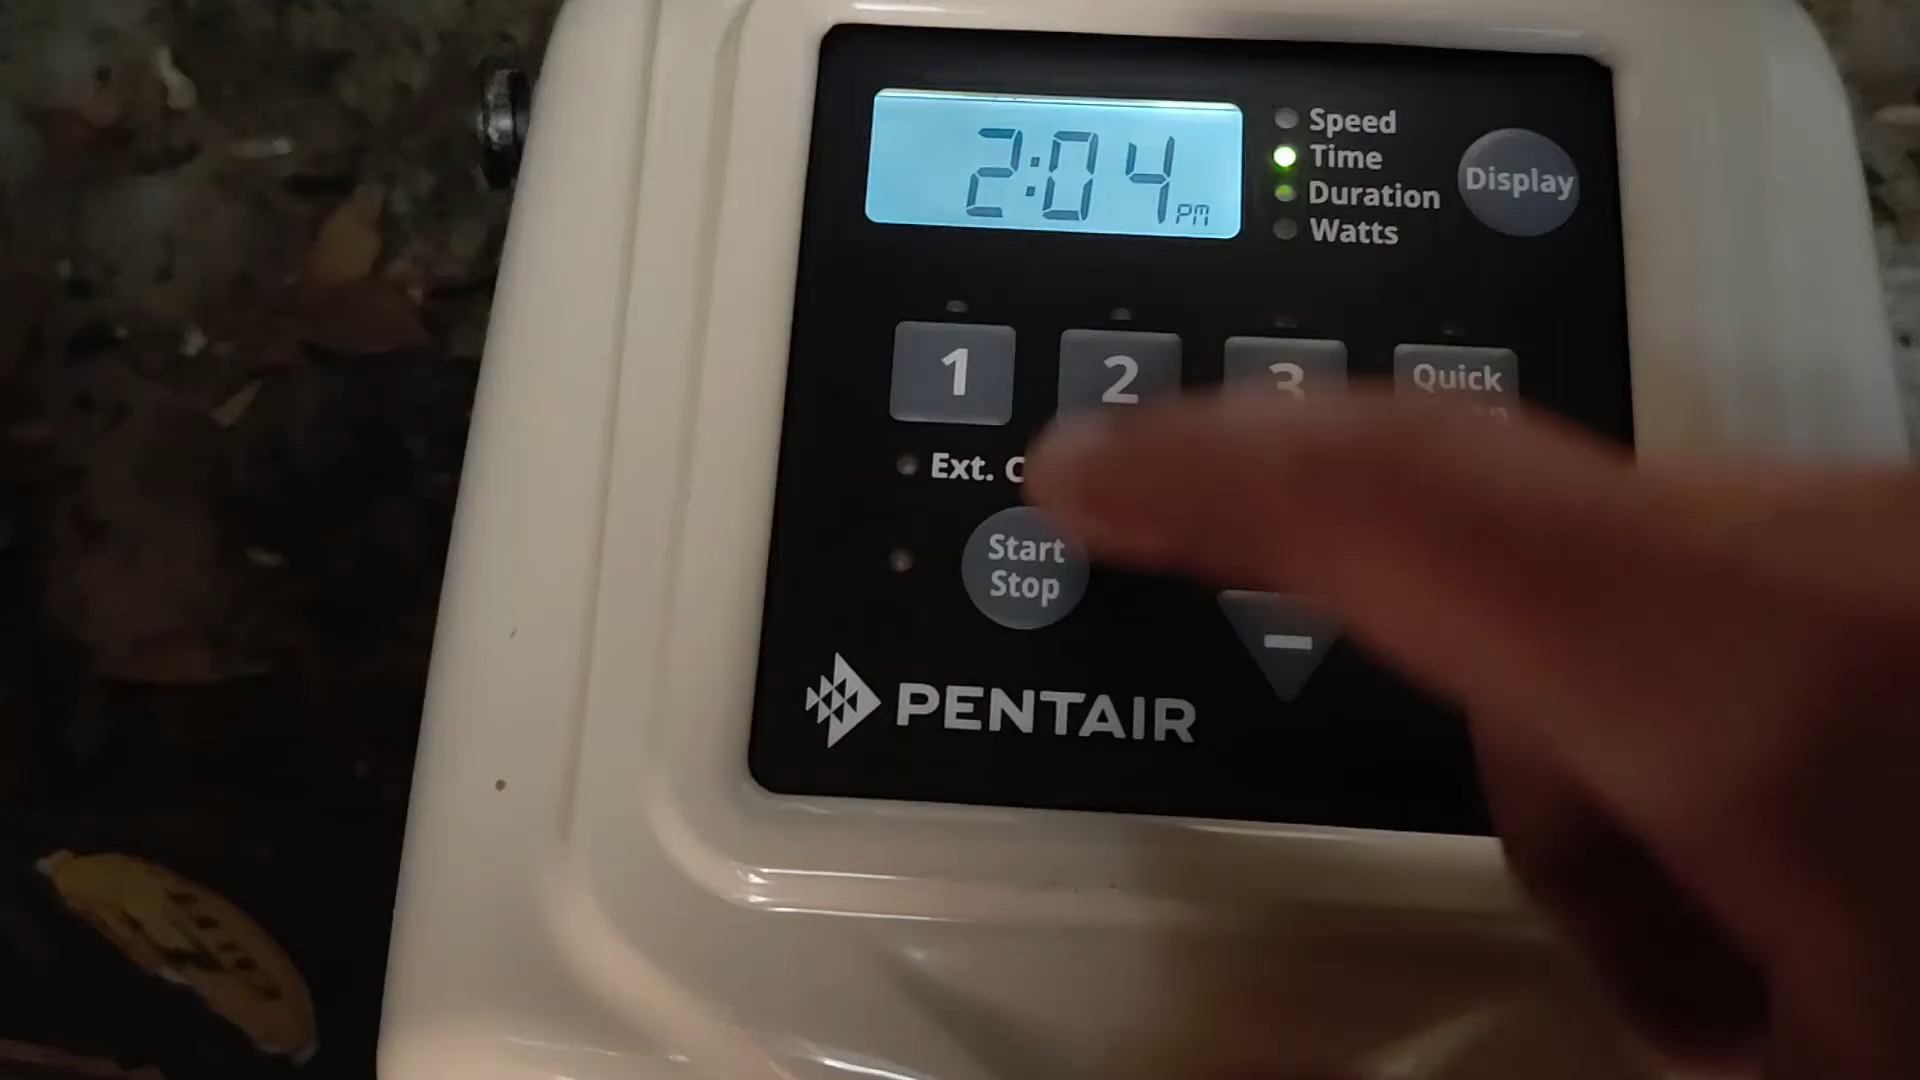 2:04 PM
Speed
Time
Duration
Watts
Display
1
2
3
Quick
Ext.
Start
Stop
PENTAIR